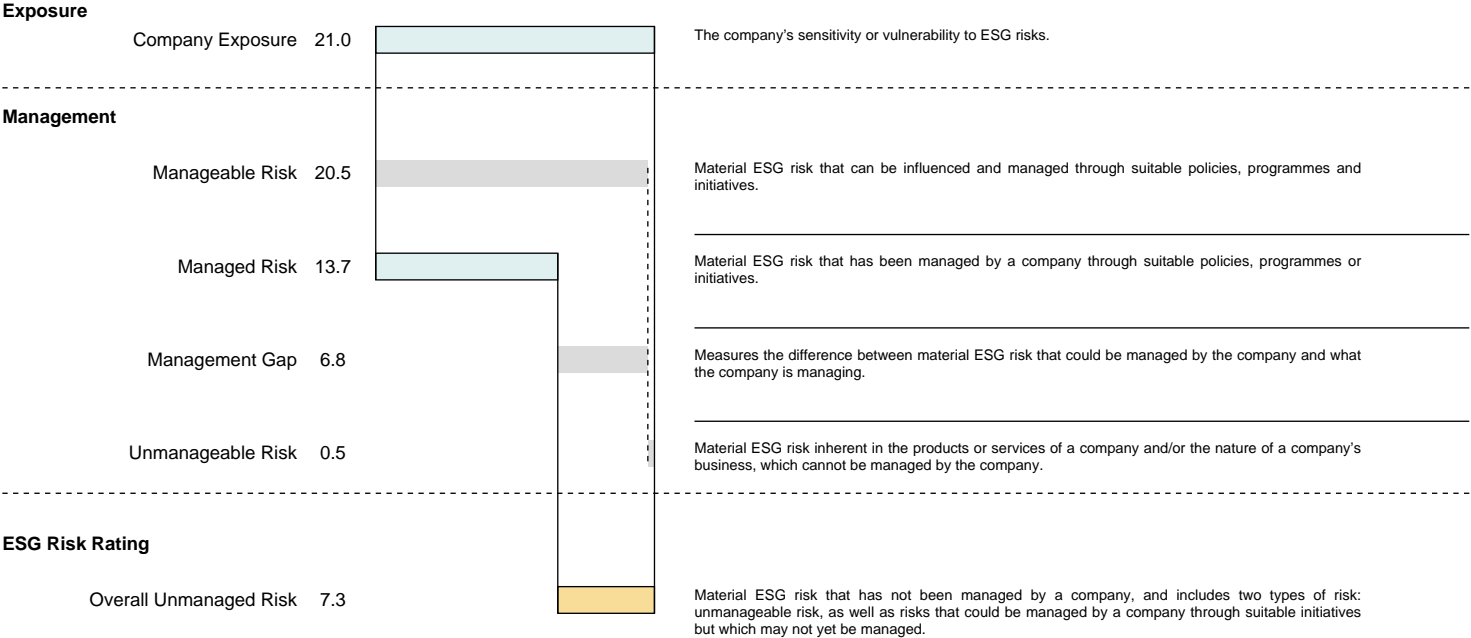 Exposure
Company Exposure 21.0
The company’s sensitivity or vulnerability to ESG risks.
Management
Manageable Risk 20.5
Material ESG risk that can be influenced and managed through suitable policies, programmes and
initiatives.
Managed Risk 13.7
Material ESG risk that has been managed by a company through suitable policies, programmes or
initiatives.
Management Gap 6.8
Measures the difference between material ESG risk that could be managed by the company and what
the company is managing.
Unmanageable Risk 0.5
Material ESG risk inherent in the products or services of a company and/or the nature of a company’s
business, which cannot be managed by the company.
ESG Risk Rating
Overall Unmanaged Risk 7.3
Material ESG risk that has not been managed by a company, and includes two types of risk:
unmanageable risk, as well as risks that could be managed by a company through suitable initiatives
but which may not yet be managed.